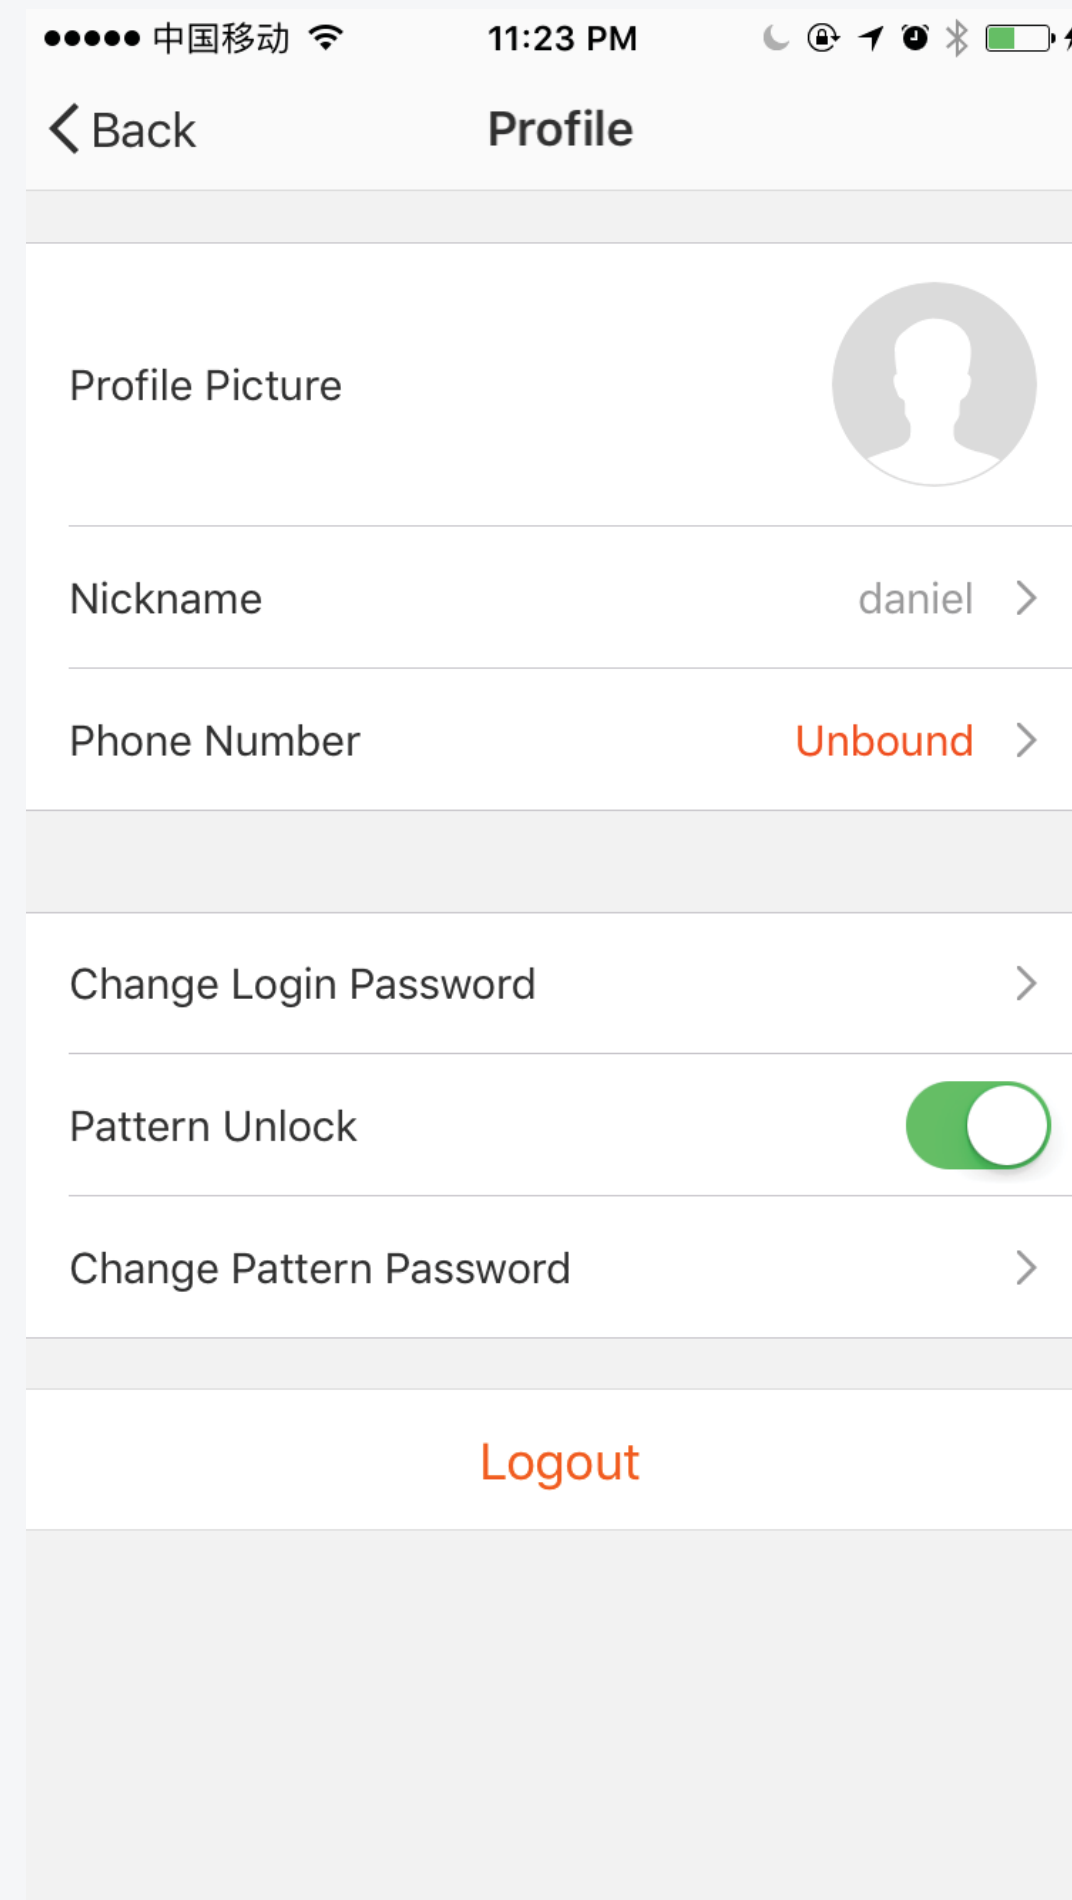 中国移动 11:23 PM
Back Profile
Profile Picture
Nickname daniel
Phone Number Unbound
Change Login Password
Pattern Unlock
Change Pattern Password
Logout